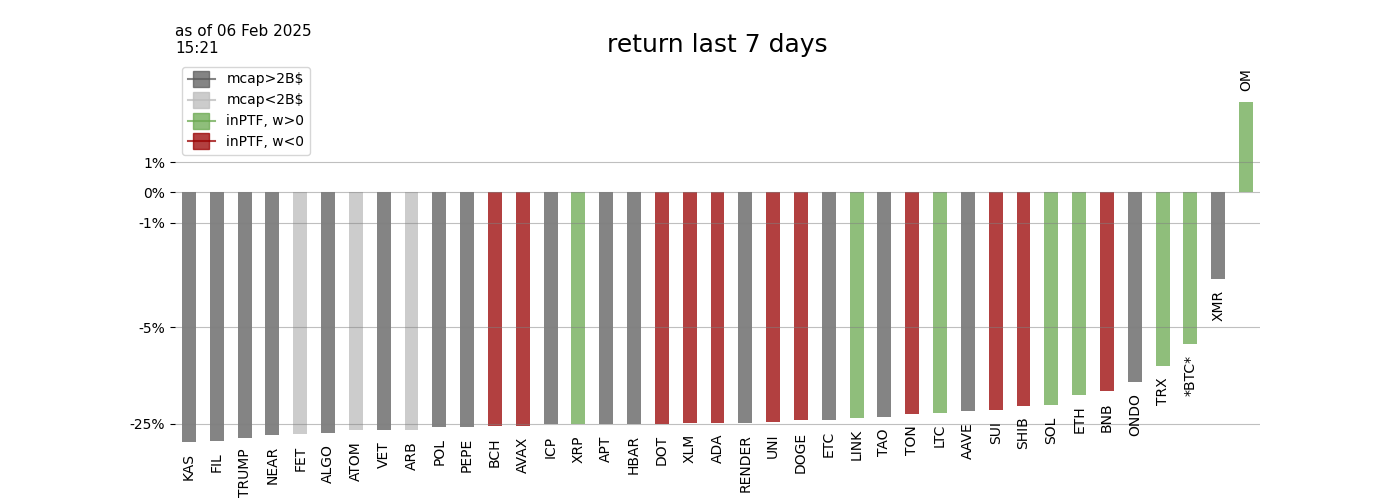 as of 06 Feb 2025
15:21
return last 7 days
mcap>2B$
mcap<2B$
inPTF, w>0
inPTF, w<0
1%
0%
-1%
-5%
-25%
KAS
FIL
TRUMP
NEAR
FET
ALGO
ATOM
VET
ARB
POL
PEPE
BCH
AVAX
ICP
XRP
APT
HBAR
DOT
XLM
ADA
RENDER
UNI
DOGE
ETC
LINK
TAO
TON
LTC
AAVE
SUI
SHIB
SOL
ETH
BNB
ONDO
TRX
*BTC*
XMR
OM